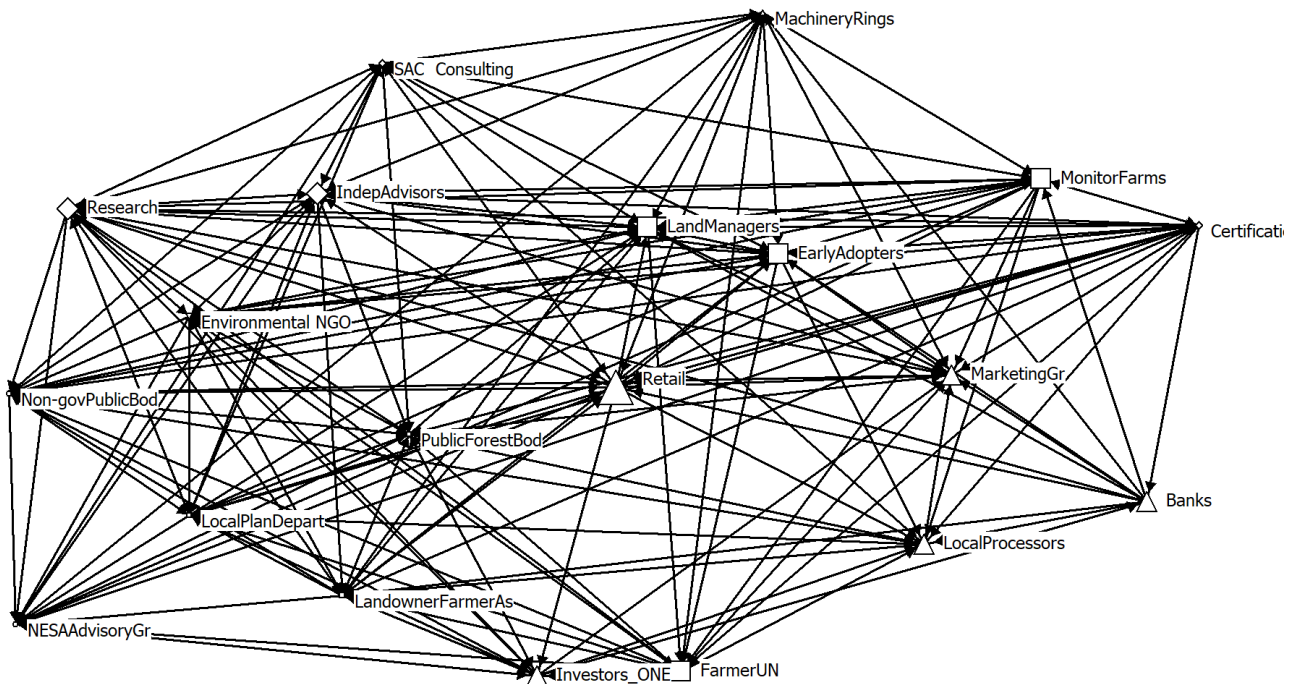 MachineryRings
SAC Consulting
MonitorFarms
IndepAdvisors
Research
LandManagers
Certificati
EarlyAdopters
Environmental NGO
MarketingGr
Retail
Non-govPublicBod
PublicForestBod
Banks
LocalPlanDepart
LocalProcessors
LandownerFarmerAs
NESAAdvisoryGr
FarmerUN
Investors_ONE